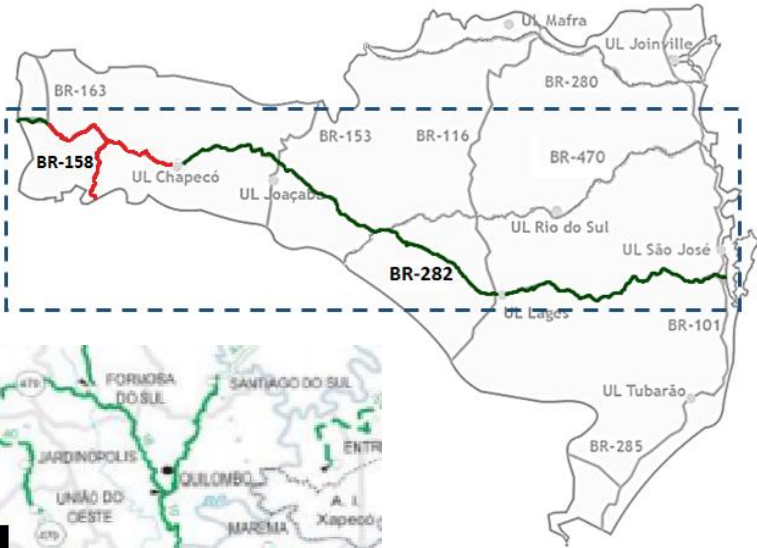 UL Mafra
UL Joinville
BR-163
BR-280
BR-153
BR-116
BR-158
BR-470
UL Chapecó
UL Joaçaba
UL Rio do Sul
UL São José
BR-282
UL Lages
BR-101
UL Tubarão
BR-285
479
FORMOSA
DO SUL
SANTIAGO DO SUL
JARDINÓPOLIS
QUILOMBO
ENTRE
UNIÃO DO
OESTE
A. I.
Xapecó
MAREMA